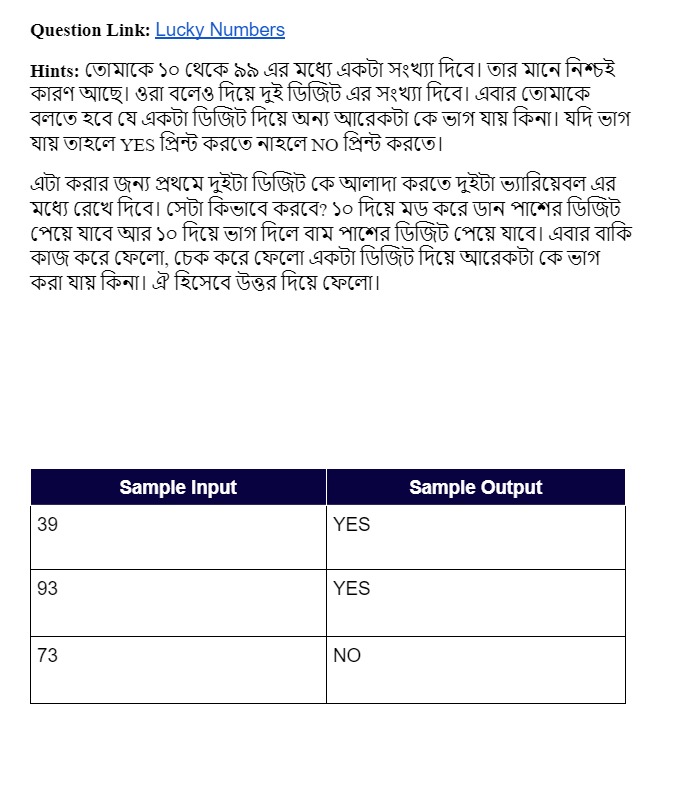 Question Link: Lucky Numbers
Hints: তোমাকে ১০ থেকে ৯৯ এর মধ্যে একটা সংখ্যা দিবে। তার মানে নিশ্চই
কারণ আছে। ওরা বলেও দিয়ে দুই ডিজিট এর সংখ্যা দিবে। এবার তোমাকে
বলতে হবে যে একটা ডিজিট দিয়ে অন্য আরেকটা কে ভাগ যায় কিনা। যদি ভাগ
যায় তাহলে YES প্রিন্ট করতে নাহলে NO প্রিন্ট করতে।
এটা করার জন্য প্রথমে দুইটা ডিজিট কে আলাদা করতে দুইটা ভ্যারিয়েবল এর
মধ্যে রেখে দিবে। সেটা কিভাবে করবে? ১০ দিয়ে মড করে ডান পাশের ডিজিট
পেয়ে যাবে আর ১০ দিয়ে ভাগ দিলে বাম পাশের ডিজিট পেয়ে যাবে। এবার বাকি
কাজ করে ফেলো, চেক করে ফেলো একটা ডিজিট দিয়ে আরেকটা কে ভাগ
করা যায় কিনা। ঐ হিসেবে উত্তর দিয়ে ফেলো।
Sample Input Sample Output
39 YES
93 YES
73 NO